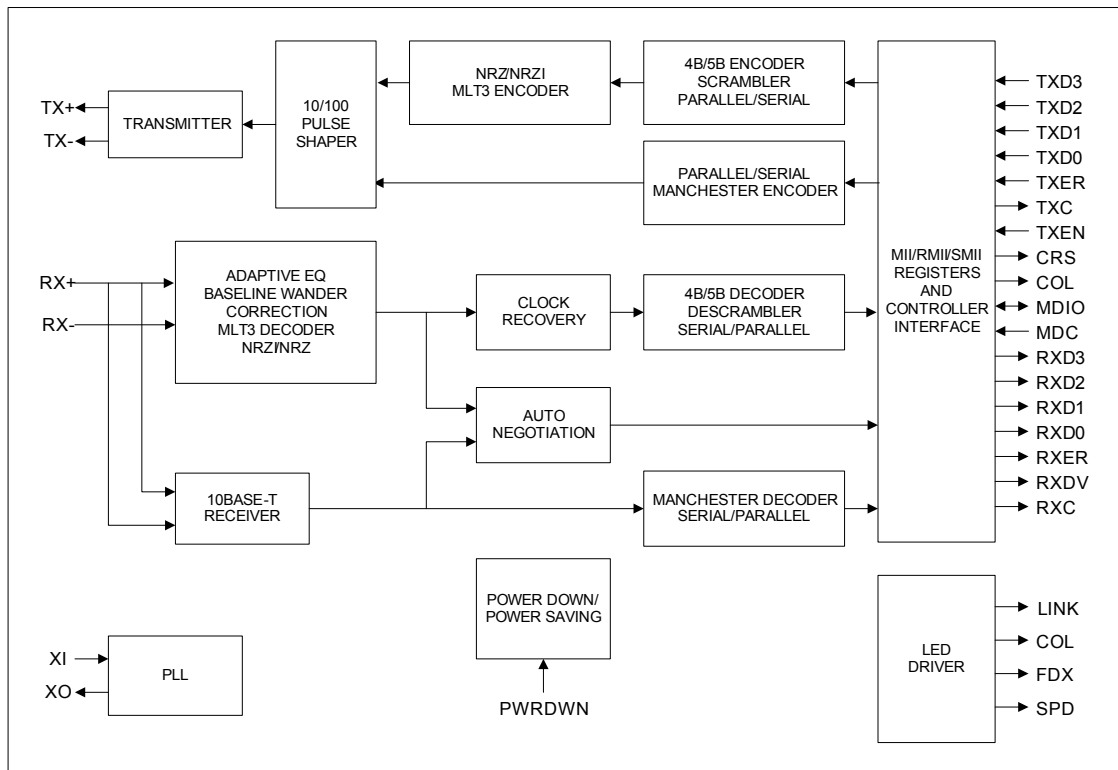 NRZ/NRZI
MLT3 ENCODER
4B/5B ENCODER
SCRAMBLER
PARALLEL/SERIAL
10/100
PULSE
SHAPER
TX+
TX-
TRANSMITTER
PARALLEL/SERIAL
MANCHESTER ENCODER
TXD3
TXD2
TXD1
TXD0
TXER
TXC
TXEN
CRS
COL
MDIO
MDC
RXD3
RXD2
RXD1
RXD0
RXER
RXDV
RXC
MII/RMII/SMII
REGISTERS
AND
CONTROLLER
INTERFACE
RX+
RX-
ADAPTIVE EQ
BASELINE WANDER
CORRECTION
MLT3 DECODER
NRZI/NRZ
CLOCK
RECOVERY
4B/5B DECODER
DESCRAMBLER
SERIAL/PARALLEL
AUTO
NEGOTIATION
10BASE-T
RECEIVER
MANCHESTER DECODER
SERIAL/PARALLEL
POWER DOWN/
POWER SAVING
PWRDWN
XI
XO
PLL
LED
DRIVER
LINK
COL
FDX
SPD